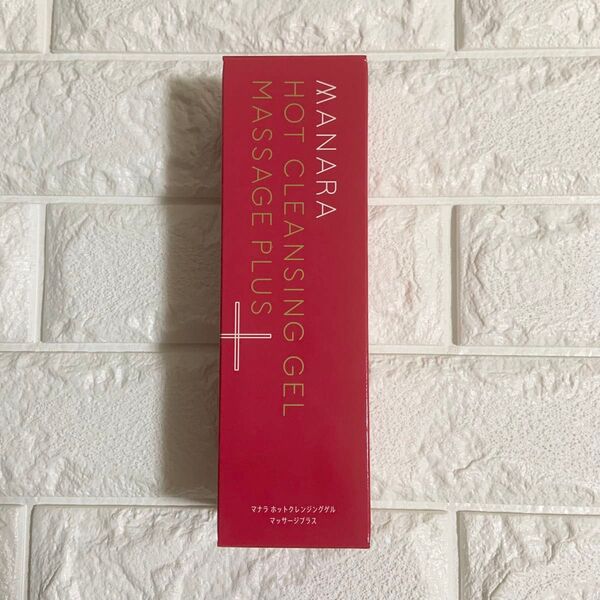 MANARA
HOT CLEANSING GEL
MASSAGE PLUS
マナラ ホットクレンジングゲル
マッサージプラス